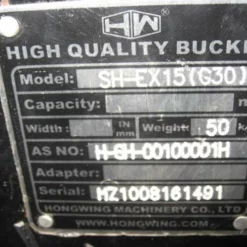 HW
HIGH QUALITY BUCKE
Model: SH-EX15(G30)
Capacity: m
Width: IN mm Weight: 50 k
AS NO: H-SH-00100001H
Adapter:
Serial: MZ1008161491
HONGWING MACHINERY CO., LTD